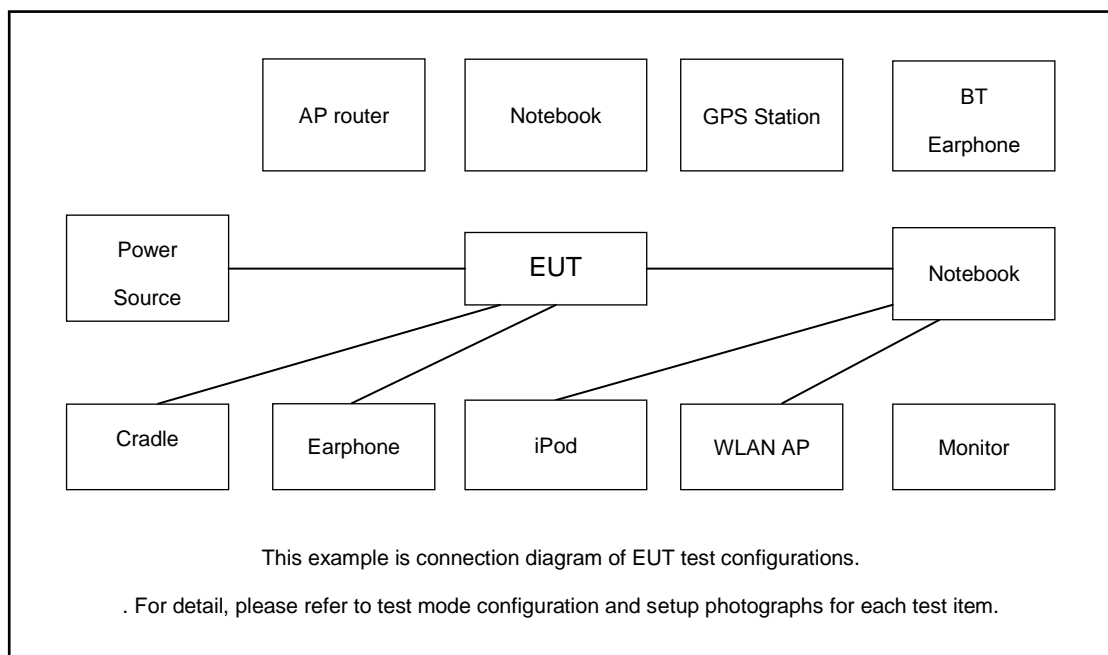 AP router
Notebook
GPS Station
BT
Earphone
Power
Source
EUT
Notebook
Cradle
Earphone
iPod
WLAN AP
Monitor
This example is connection diagram of EUT test configurations.
. For detail, please refer to test mode configuration and setup photographs for each test item.